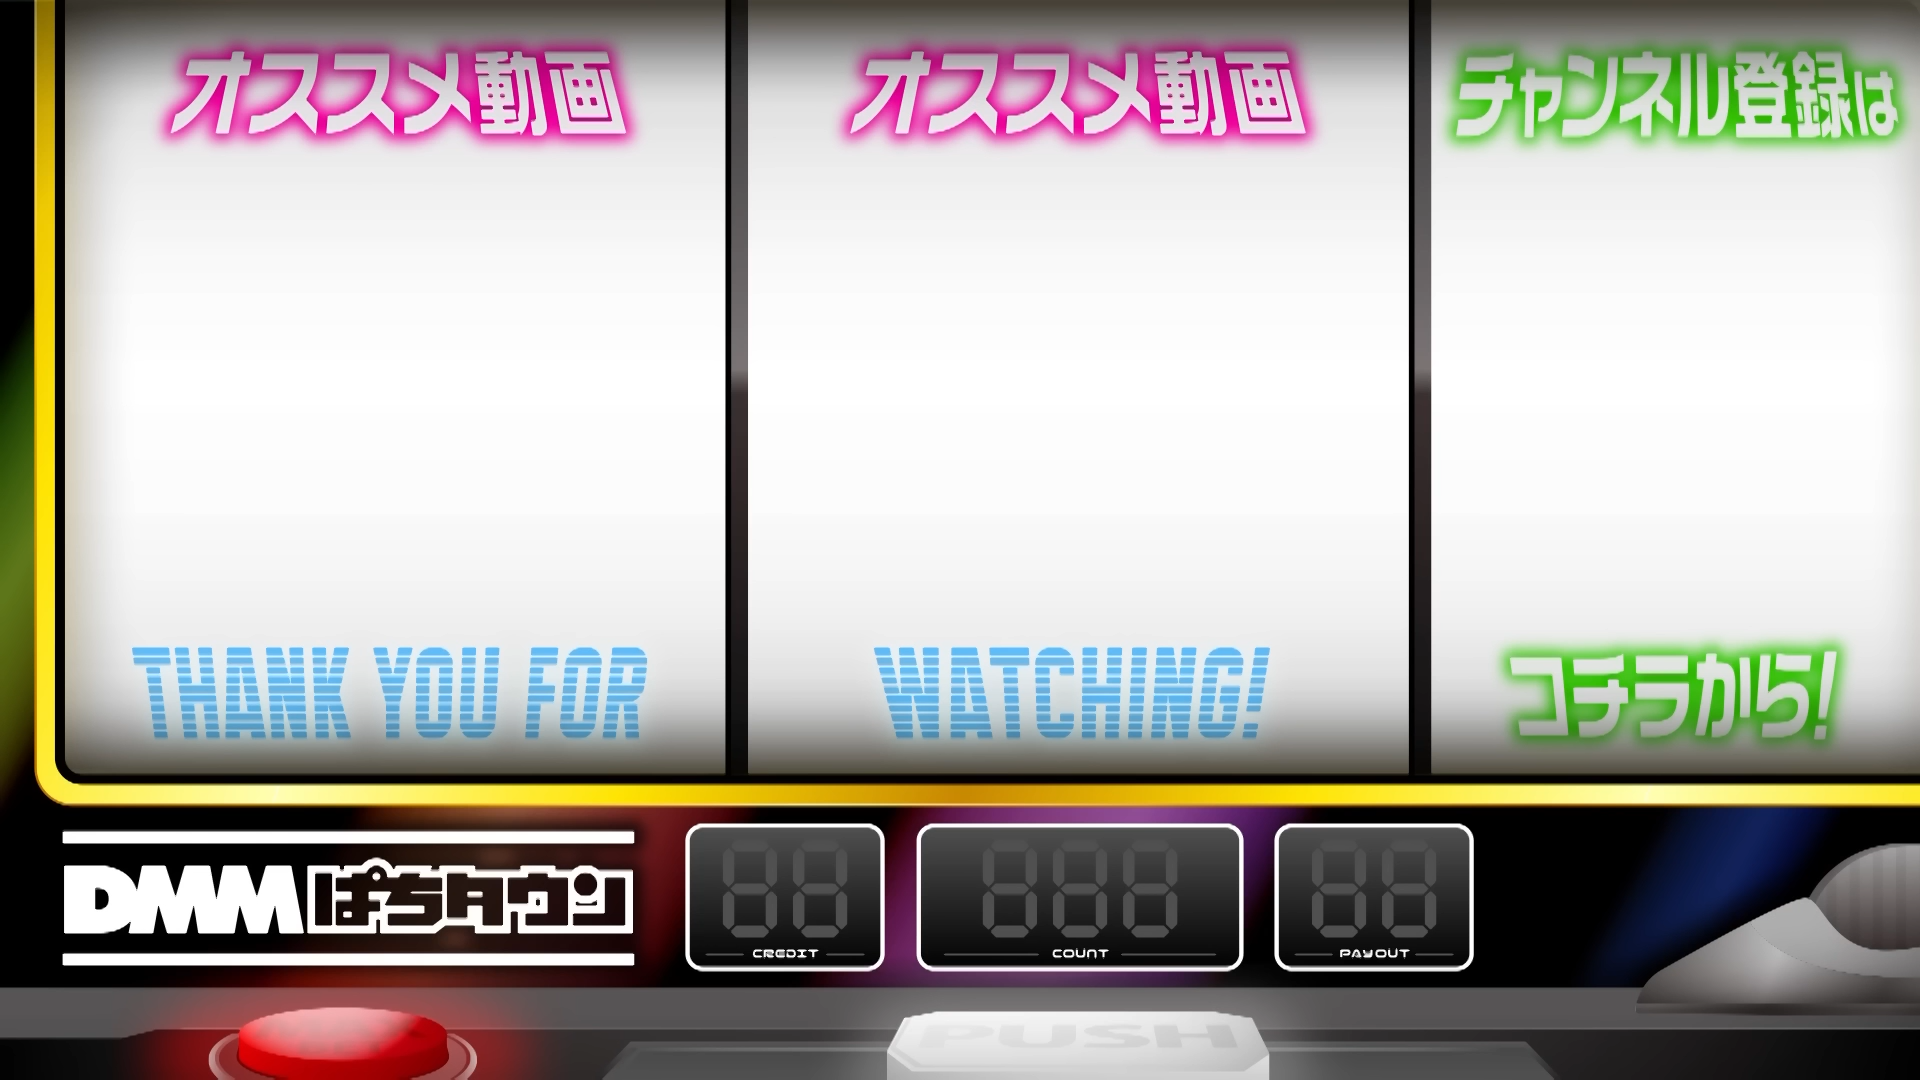 オススメ動画
オススメ動画
チャンネル登録は
THANK YOU FOR
WATCHING!
コチラから!
DMMぱちタウン
CREDIT
COUNT
PAYOUT
PUSH